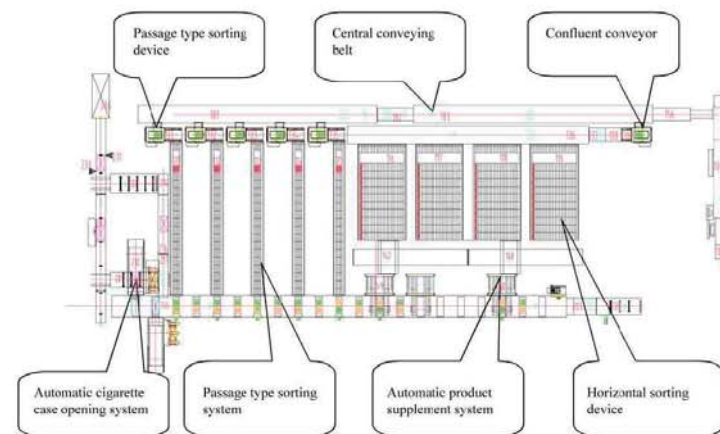 Passage type sorting
device
Central conveying
belt
Confluent conveyor
Automatic cigarette
case opening system
Passage type sorting
system
Automatic product
supplement system
Horizontal sorting
device